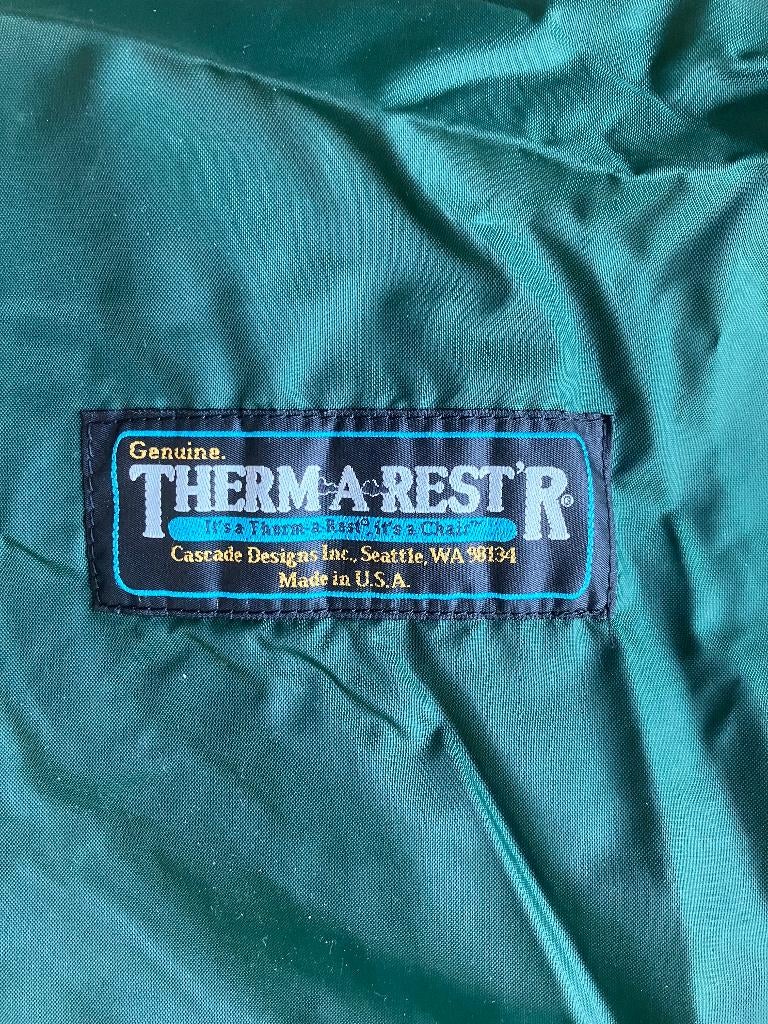 Genuine.
THERM-A-REST'R®
It's a Therm-a-Rest®, it's a Chair™
Cascade Designs Inc., Seattle, WA 98134
Made in U.S.A.